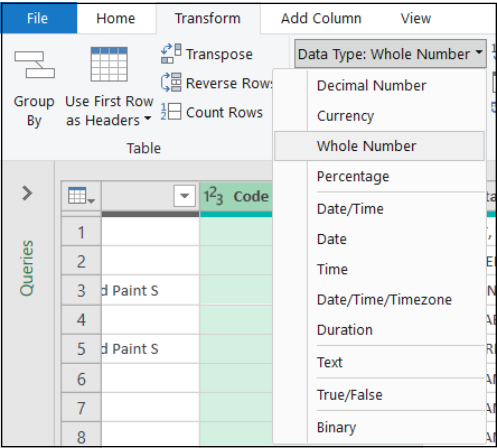 File Home Transform Add Column View
Group By
Use First Row as Headers
Transpose
Reverse Rows
Count Rows
Table
Data Type: Whole Number
Decimal Number
Currency
Whole Number
Percentage
Date/Time
Date
Time
Date/Time/Timezone
Duration
Text
True/False
Binary
Queries
1²3 Code
1
2
3 d Paint S
4
5 d Paint S
6
7
8